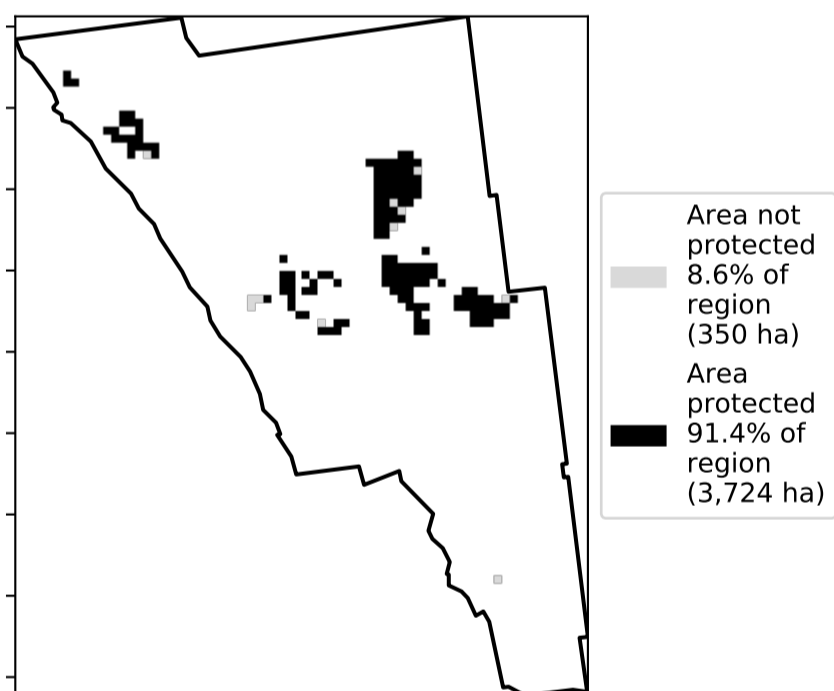 Area not
protected
8.6% of
region
(350 ha)
Area
protected
91.4% of
region
(3,724 ha)